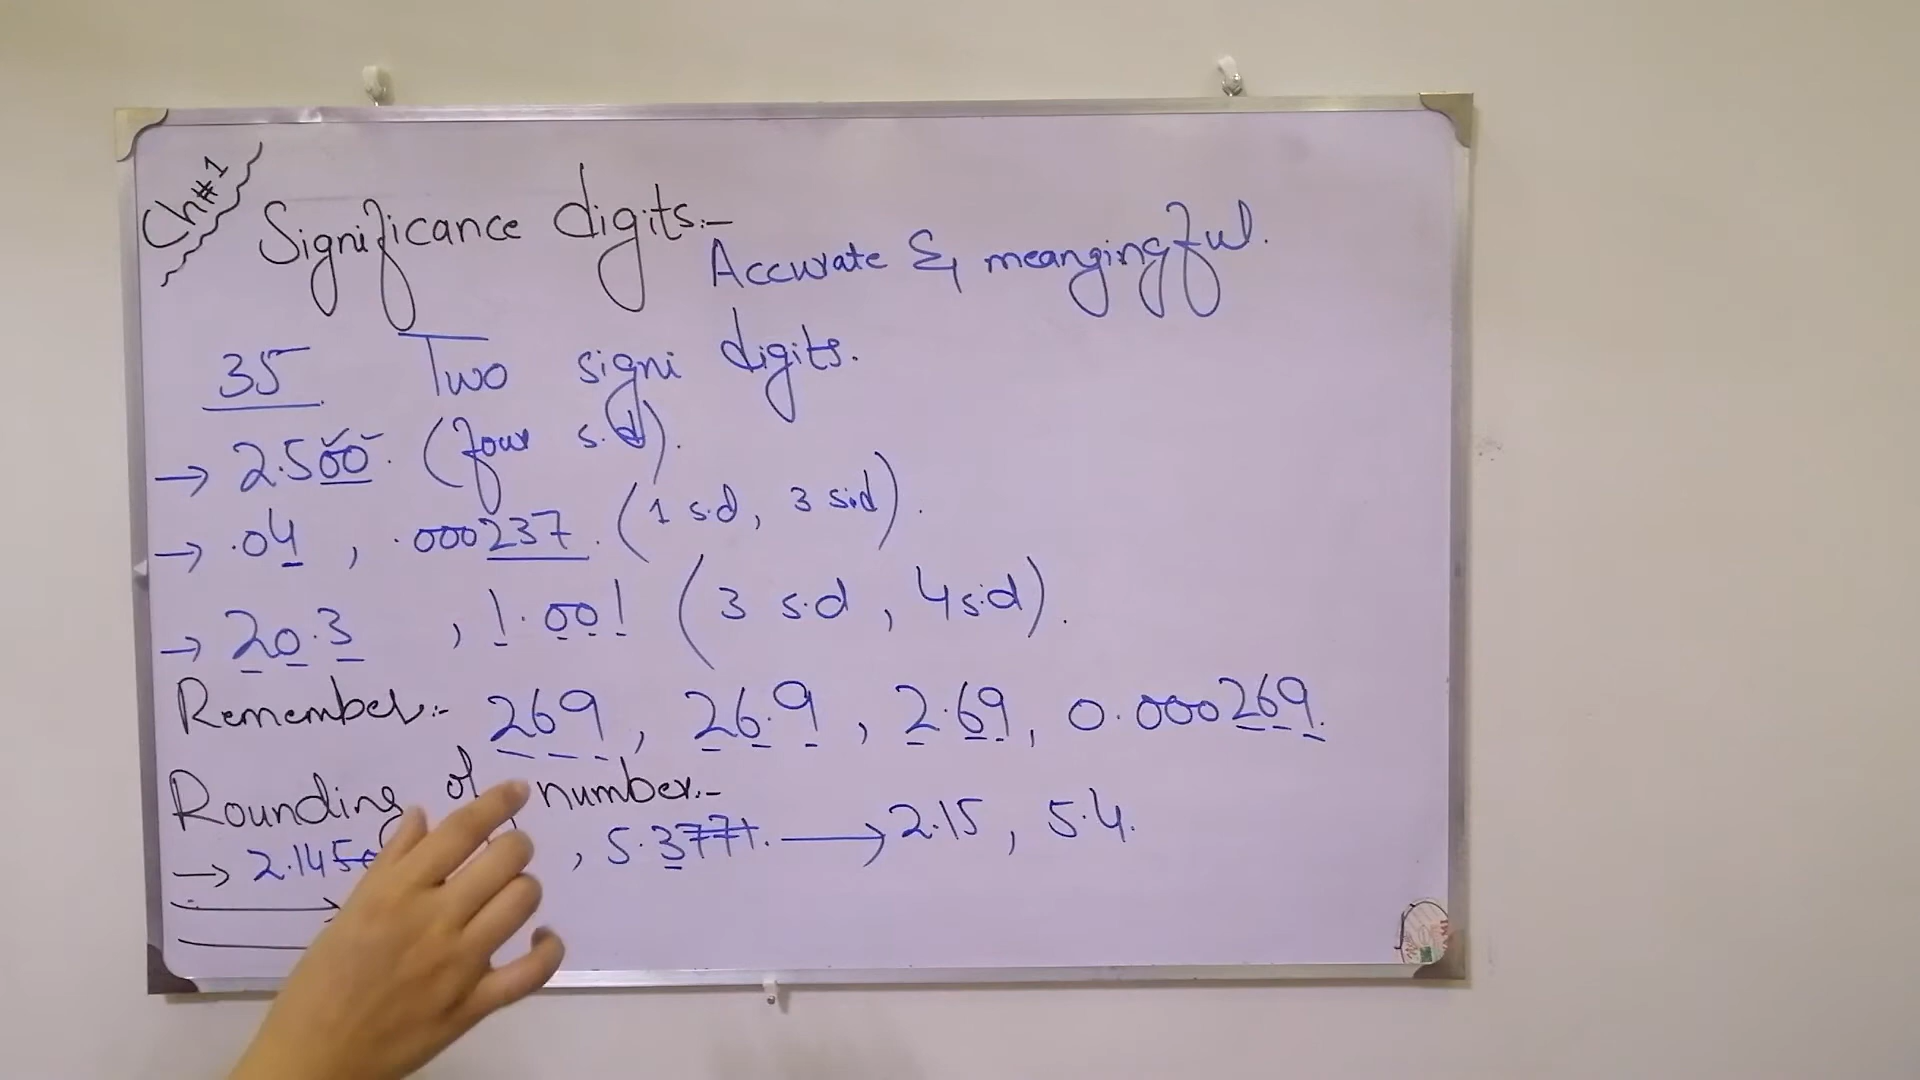 Ch#1
Significance digits:-
Accurate & meangingful.
35 Two signi digits.
→ 2.500. (four s.d).
→ .04 , .000237. (1 s.d, 3 s.d).
→ 20.3 , 1.001 (3 s.d , 4 s.d).
Remember:- 269 , 26.9 , 2.69 , 0.000269.
Rounding of number:-
→ 2.145 , 5.3771. → 2.15 , 5.4.